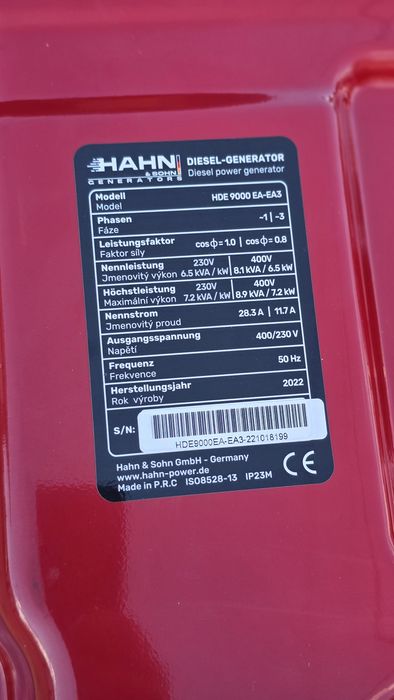 HAHN
& SOHN
GENERATORS
DIESEL-GENERATOR
Diesel power generator
Modell HDE 9000 EA-EA3
Model
Phasen ~1 | ~3
Fáze
Leistungsfaktor cosϕ= 1.0 | cosϕ= 0.8
Faktor síly
Nennleistung 230V 400V
Jmenovitý výkon 6.5 kVA / kW | 8.1 kVA / 6.5 kW
Höchstleistung 230V 400V
Maximální výkon 7.2 kVA / kW | 8.9 kVA / 7.2 kW
Nennstrom 28.3 A | 11.7 A
Jmenovitý proud
Ausgangsspannung 400/230 V
Napětí
Frequenz 50 Hz
Frekvence
Herstellungsjahr 2022
Rok výroby
S/N:
HDE9000EA-EA3-221018199
Hahn & Sohn GmbH - Germany
www.hahn-power.de
Made in P.R.C ISO8528-13 IP23M CE